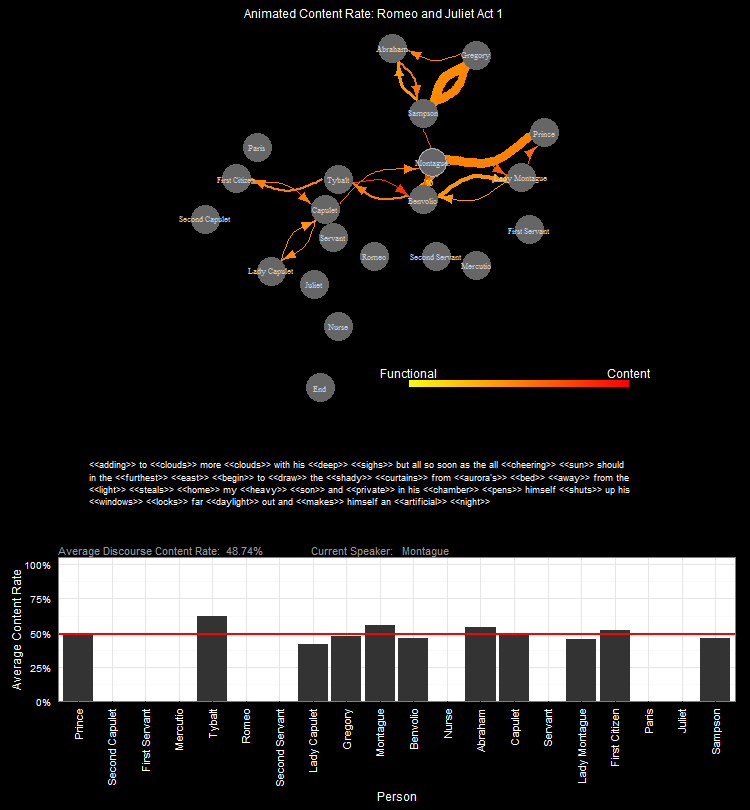 Animated Content Rate: Romeo and Juliet Act 1
Abraham
Gregory
Sampson
Prince
Paris
Montague
First Citizen
Tybalt
Lady Montague
Benvolio
Capulet
Second Capulet
First Servant
Servant
Romeo
Second Servant
Mercutio
Lady Capulet
Juliet
Nurse
Functional Content
End
<<adding>> to <<clouds>> more <<clouds>> with his <<deep>> <<sighs>> but all so soon as the all <<cheering>> <<sun>> should
in the <<furthest>> <<east>> <<begin>> to <<draw>> the <<shady>> <<curtains>> from <<aurora's>> <<bed>> <<away>> from the
<<light>> <<steals>> <<home>> my <<heavy>> <<son>> and <<private>> in his <<chamber>> <<pens>> himself <<shuts>> up his
<<windows>> <<locks>> far <<daylight>> out and <<makes>> himself an <<artificial>> <<night>>
Average Discourse Content Rate: 48.74% Current Speaker: Montague
100%
75%
50%
25%
0%
Average Content Rate
Prince
Second Capulet
First Servant
Mercutio
Tybalt
Romeo
Second Servant
Lady Capulet
Gregory
Montague
Benvolio
Nurse
Abraham
Capulet
Servant
Lady Montague
First Citizen
Paris
Juliet
Sampson
Person